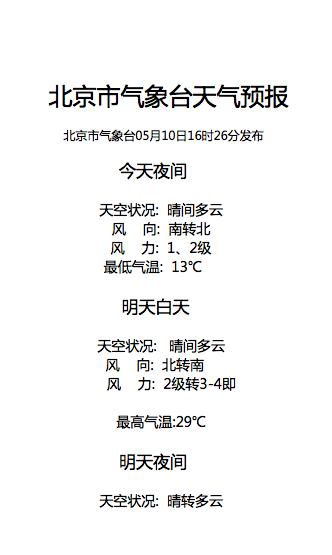 北京市气象台天气预报
北京市气象台05月10日16时26分发布
今天夜间
天空状况: 晴间多云
风 向: 南转北
风 力: 1、2级
最低气温: 13℃
明天白天
天空状况: 晴间多云
风 向: 北转南
风 力: 2级转3-4即
最高气温:29℃
明天夜间
天空状况: 晴转多云